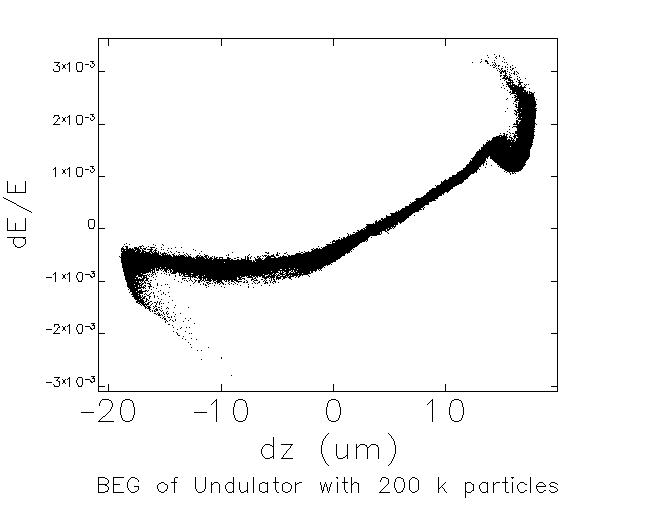 dE/E
3×10⁻³
2×10⁻³
1×10⁻³
0
−1×10⁻³
−2×10⁻³
−3×10⁻³
−20 −10 0 10
dz (um)
BEG of Undulator with 200 k particles